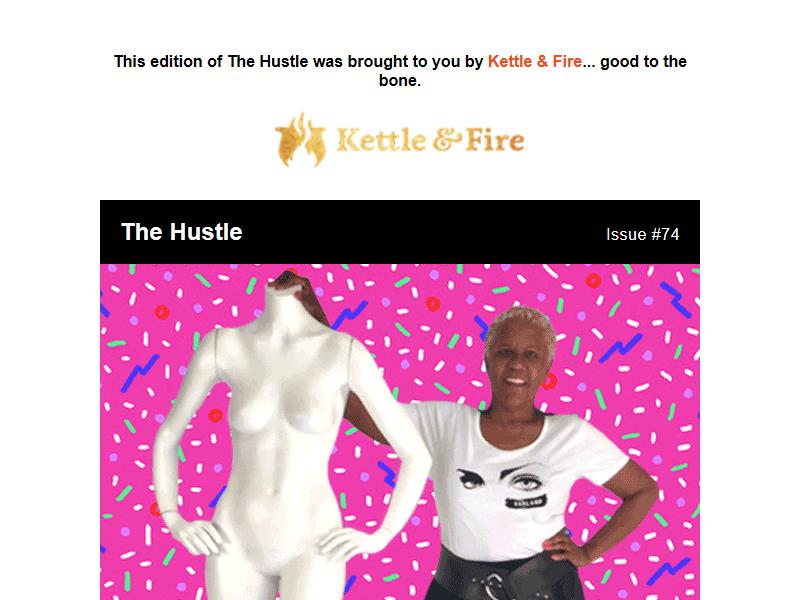 This edition of The Hustle was brought to you by Kettle & Fire... good to the
bone.
Kettle & Fire
The Hustle
Issue #74
OAKLAND